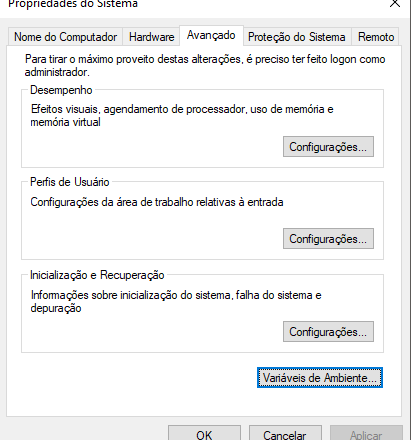 Propriedades do Sistema
Nome do Computador Hardware Avançado Proteção do Sistema Remoto
Para tirar o máximo proveito destas alterações, é preciso ter feito logon como
administrador.
Desempenho
Efeitos visuais, agendamento de processador, uso de memória e
memória virtual
Configurações...
Perfis de Usuário
Configurações da área de trabalho relativas à entrada
Configurações...
Inicialização e Recuperação
Informações sobre inicialização do sistema, falha do sistema e
depuração
Configurações...
Variáveis de Ambiente...
OK Cancelar Aplicar